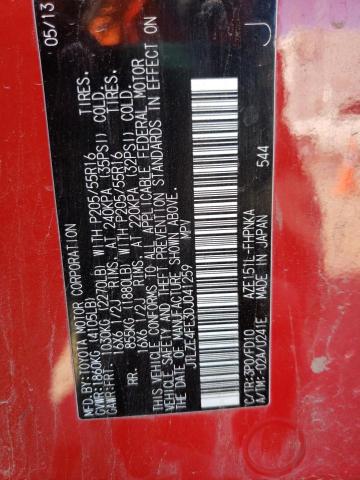 MFD.BY:TOYOTA MOTOR CORPORATION 05/13
GVWR:1860KG (4105LB)
GAWR:FRT. 1030KG (2270LB) WITH P205/55R16 TIRES,
16X6 1/2J RIMS, AT 240KPA (35PSI) COLD.
RR. 855KG (1880LB) WITH P205/55R16 TIRES,
16X6 1/2J RIMS, AT 220KPA (32PSI) COLD.
THIS VEHICLE CONFORMS TO ALL APPLICABLE FEDERAL MOTOR
VEHICLE SAFETY AND BUMPER THEFT PREVENTION STANDARDS IN EFFECT ON
THE DATE OF MANUFACTURE SHOWN ABOVE.
JTLZE4FE3DJ041259 MPV J
544
C/TR:3P0/FD10 AZE151L-FHPNKA
A/TM:-02A/U241E MADE IN JAPAN